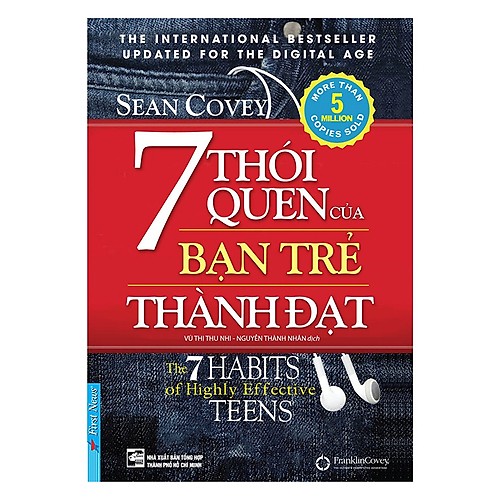 THE INTERNATIONAL BESTSELLER
UPDATED FOR THE DIGITAL AGE
SEAN COVEY
MORE THAN
5
MILLION
COPIES SOLD
7 THÓI
QUEN CỦA
BẠN TRẺ
THÀNH ĐẠT
VŨ THỊ THU NHI - NGUYỄN THÀNH NHÂN dịch
The 7 HABITS
of Highly Effective
TEENS
First News
NHÀ XUẤT BẢN TỔNG HỢP
THÀNH PHỐ HỒ CHÍ MINH
FranklinCovey